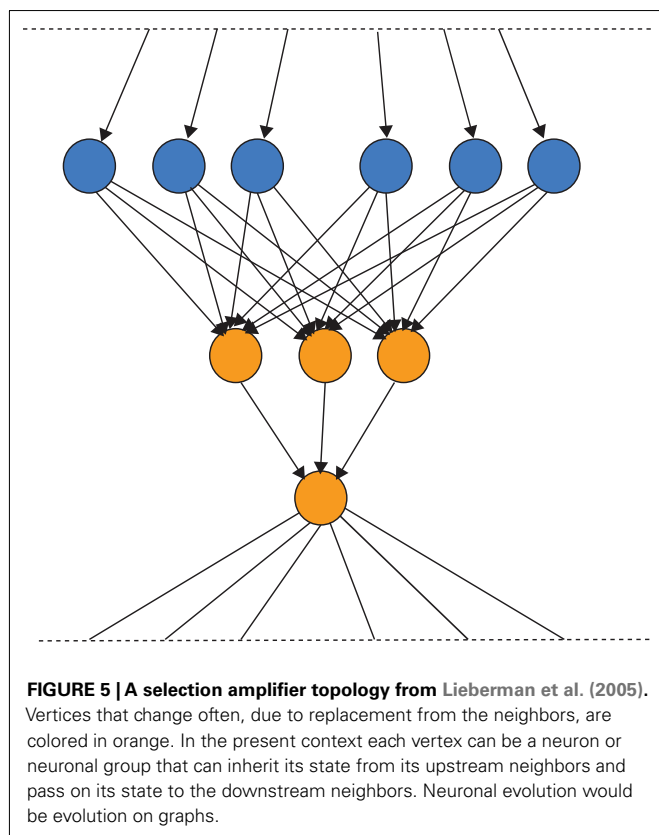 FIGURE 5 | A selection amplifier topology from Lieberman et al. (2005).
Vertices that change often, due to replacement from the neighbors, are
colored in orange. In the present context each vertex can be a neuron or
neuronal group that can inherit its state from its upstream neighbors and
pass on its state to the downstream neighbors. Neuronal evolution would
be evolution on graphs.